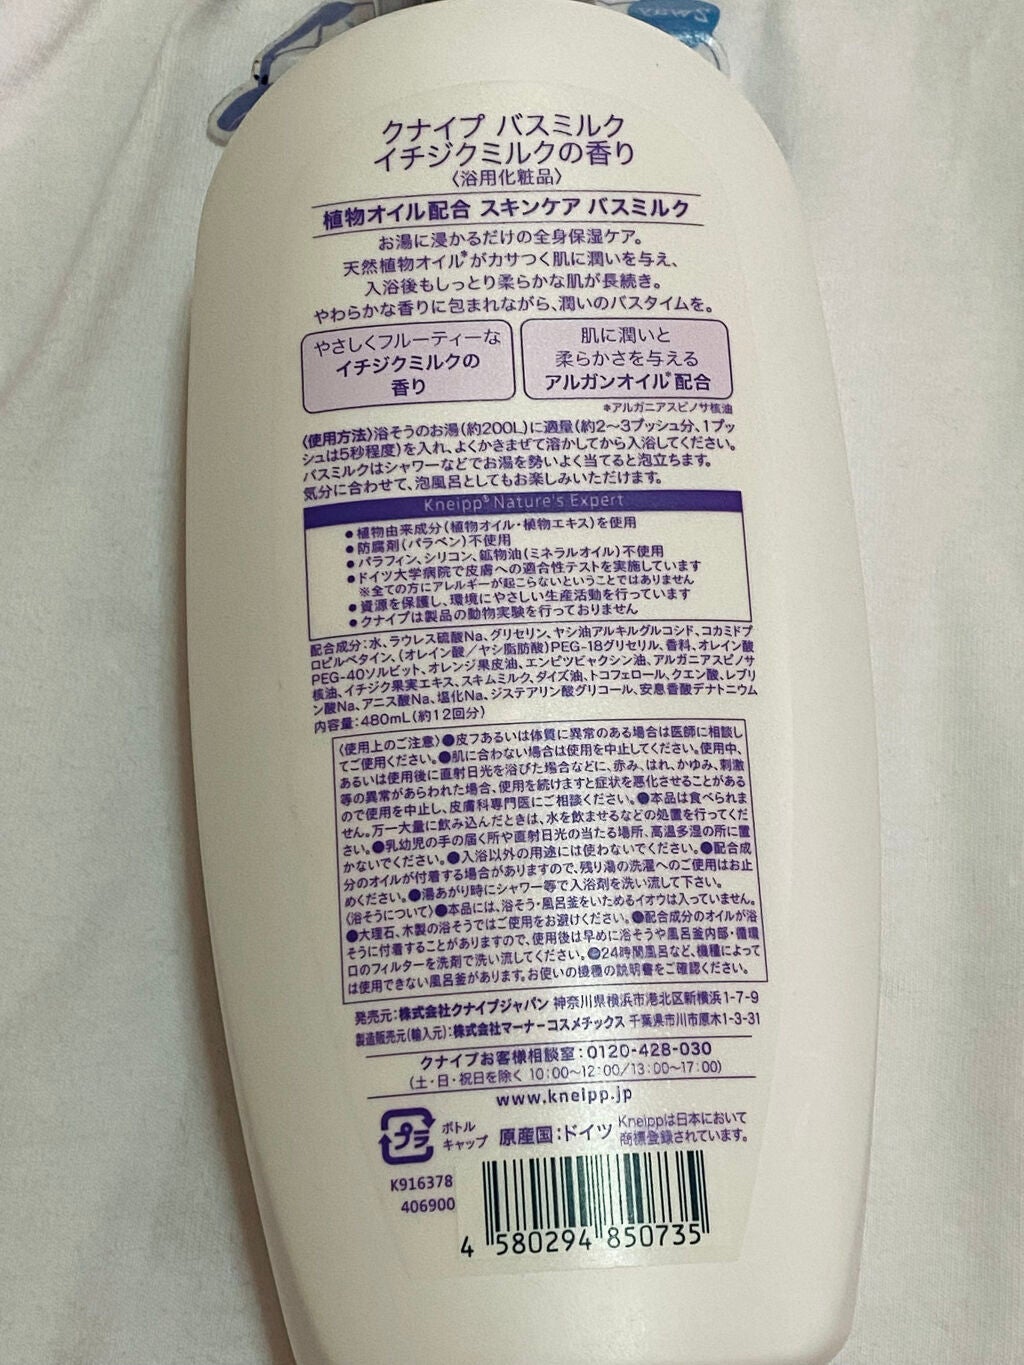 クナイプ バスミルク
イチジクミルクの香り
〈浴用化粧品〉
植物オイル配合 スキンケア バスミルク
お湯に浸かるだけの全身保湿ケア。
天然植物オイル*がカサつく肌に潤いを与え、
入浴後もしっとり柔らかな肌が長続き。
やわらかな香りに包まれながら、潤いのバスタイムを。
やさしくフルーティーな
イチジクミルクの
香り
肌に潤いと
柔らかさを与える
アルガンオイル*配合
*アルガニアスピノサ核油
〈使用方法〉浴そうのお湯(約200L)に適量(約2〜3プッシュ分、1プッ
シュは5秒程度)を入れ、よくかきまぜて溶かしてから入浴してください。
バスミルクはシャワーなどでお湯を勢いよく当てると泡立ちます。
気分に合わせて、泡風呂としてもお楽しみいただけます。
Kneipp® Nature's Expert
●植物由来成分(植物オイル・植物エキス)を使用
●防腐剤(パラベン)不使用
●パラフィン、シリコン、鉱物油(ミネラルオイル)不使用
●ドイツ大学病院で皮膚への適合性テストを実施しています
※全ての方にアレルギーが起こらないということではありません
●資源を保護し、環境にやさしい生産活動を行っています
●クナイプは製品の動物実験を行っておりません
配合成分:水、ラウレス硫酸Na、グリセリン、ヤシ油アルキルグルコシド、コカミドプ
ロピルベタイン、(オレイン酸/ヤシ脂肪酸)PEG-18グリセリル、香料、オレイン酸
PEG-40ソルビット、オレンジ果皮油、エンピツビャクシン油、アルガニアスピノサ
核油、イチジク果実エキス、スキムミルク、ダイズ油、トコフェロール、クエン酸、レブリ
ン酸Na、アニス酸Na、塩化Na、ジステアリン酸グリコール、安息香酸デナトニウム
内容量:480mL(約12回分)
〈使用上のご注意〉●皮フあるいは体質に異常のある場合は医師に相談し
てご使用ください。●肌に合わない場合は使用を中止してください。使用中、
あるいは使用後に直射日光を浴びた場合などに、赤み、はれ、かゆみ、刺激
等の異常があらわれた場合、使用を続けますと症状を悪化させることがある
ので使用を中止し、皮膚科専門医にご相談ください。●本品は食べられま
せん。万一大量に飲み込んだときは、水を飲ませるなどの処置を行ってくだ
さい。●乳幼児の手の届く所や直射日光の当たる場所、高温多湿の所に置
かないでください。●入浴以外の用途には使わないでください。●配合成
分のオイルが付着する場合がありますので、残り湯の洗濯へのご使用はお止
めください。●湯あがり時にシャワー等で入浴剤を洗い流して下さい。
〈浴そうについて〉●本品には、浴そう・風呂釜をいためるイオウは入っていません。
●大理石、木製の浴そうではご使用をお避けください。●配合成分のオイルが浴
そうに付着することがありますので、使用後は早めに浴そうや風呂釜内部・循環
口のフィルターを洗剤で洗い流してください。●24時間風呂など、機種によって
は使用できない風呂釜があります。お使いの機種の説明書をご確認ください。
発売元:株式会社クナイプジャパン 神奈川県横浜市港北区新横浜1-7-9
製造販売元(輸入元):株式会社マーナーコスメチックス 千葉県市川市原木1-3-31
クナイプお客様相談室:0120-428-030
(土・日・祝日を除く 10:00〜12:00/13:00〜17:00)
www.kneipp.jp
プラ
ボトル
キャップ
原産国:ドイツ
Kneippは日本において
商標登録されています。
K916378
406900
4 580294 850735